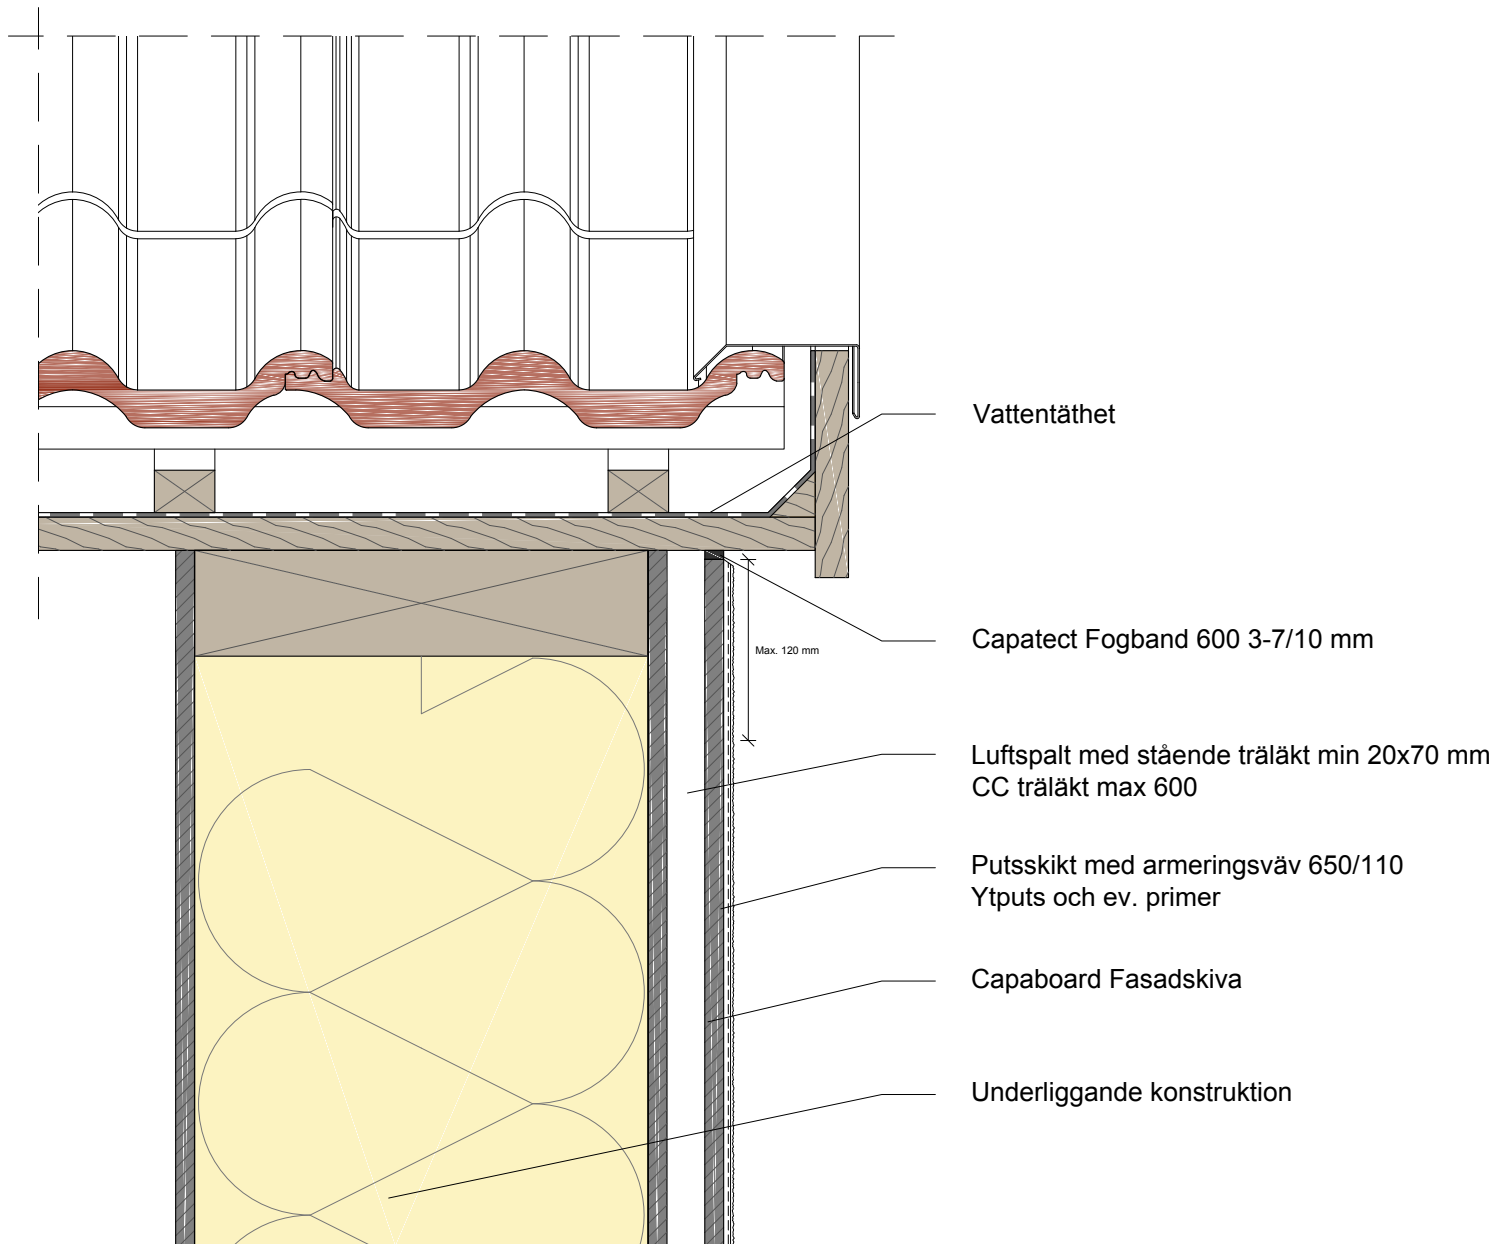 Vattentäthet
Capatect Fogband 600 3-7/10 mm
Max. 120 mm
Luftspalt med stående träläkt min 20x70 mm
CC träläkt max 600
Putsskikt med armeringsväv 650/110
Ytputs och ev. primer
Capaboard Fasadskiva
Underliggande konstruktion